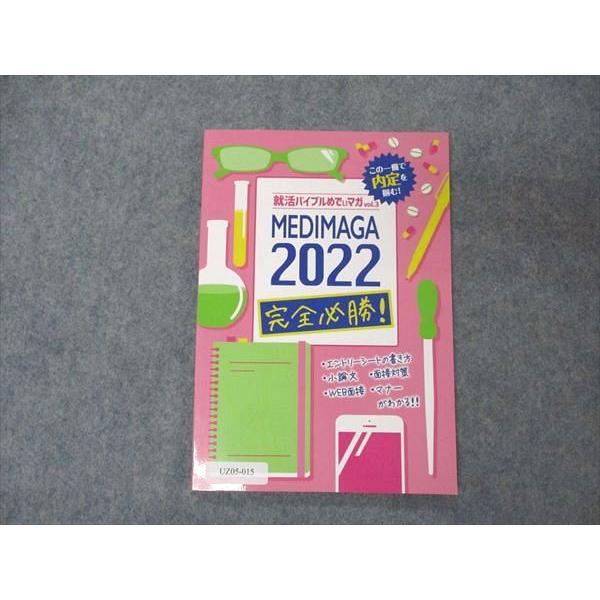 この一冊で
内定を
掴む!
就活バイブルめでぃマガvol.3
MEDIMAGA
2022
完全必勝!
・エントリーシートの書き方
・小論文 ・面接対策
・WEB面接 ・マナー
がわかる!!
UZ05-015